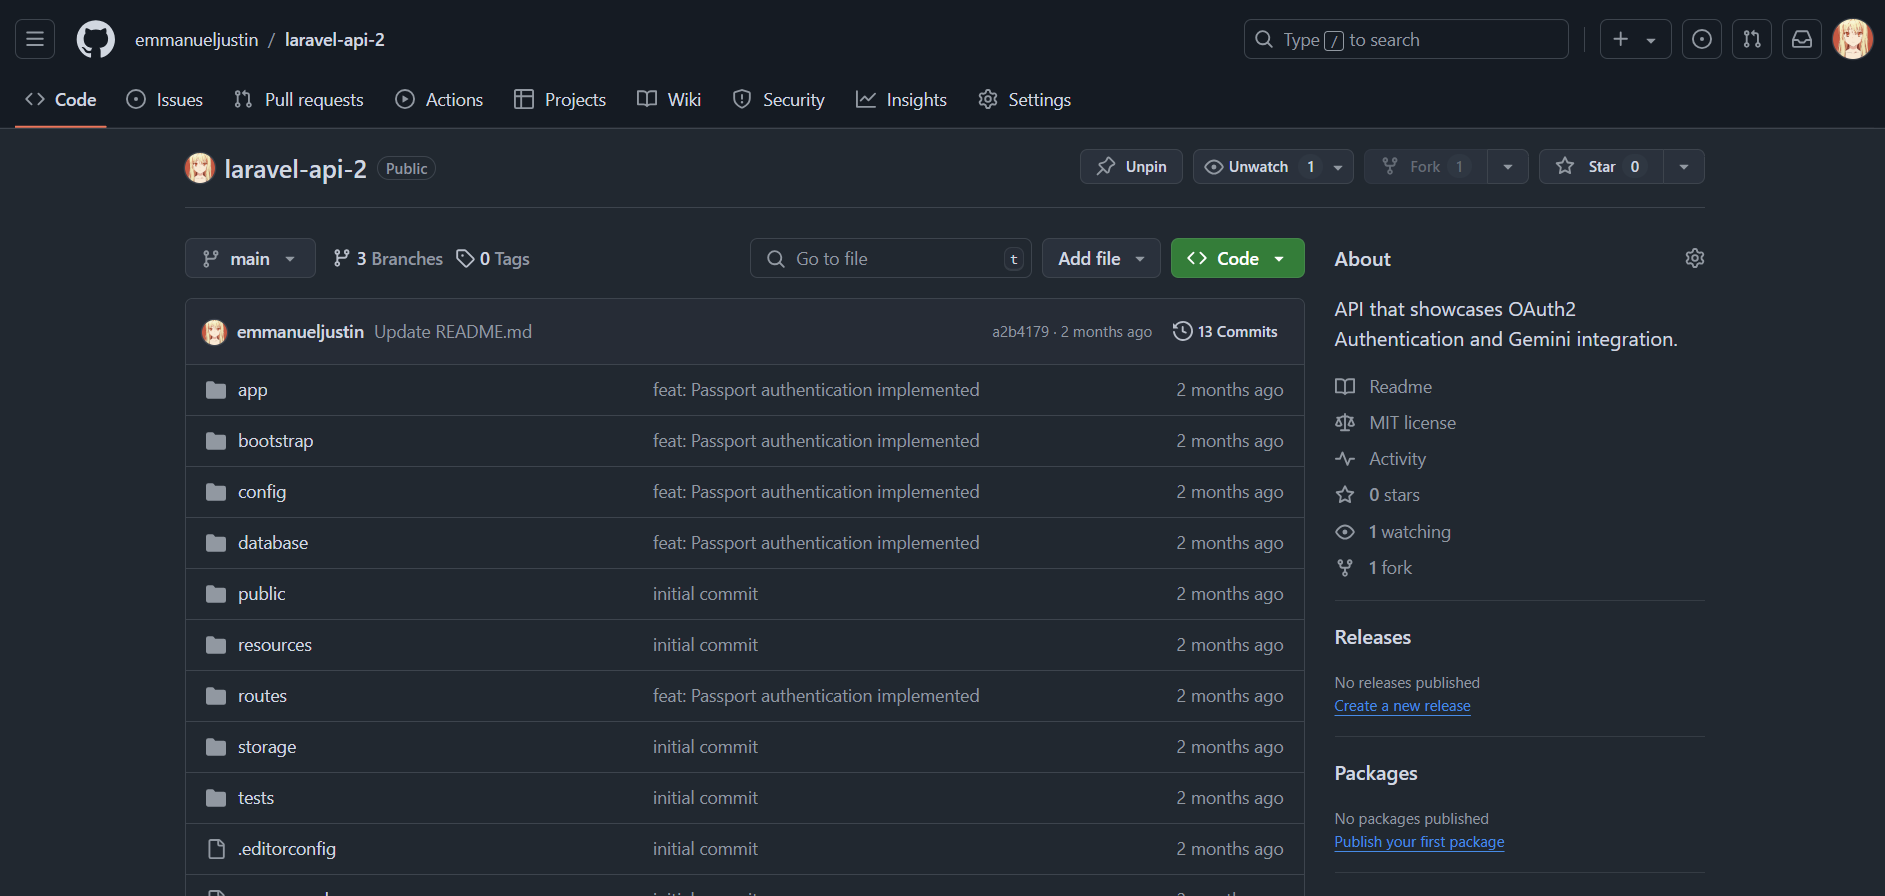 emmanueljustin / laravel-api-2
Type / to search
Code Issues Pull requests Actions Projects Wiki Security Insights Settings
laravel-api-2 Public
Unpin Unwatch 1 Fork 1 Star 0
main 3 Branches 0 Tags
Go to file t Add file Code
emmanueljustin Update README.md a2b4179 · 2 months ago 13 Commits
app feat: Passport authentication implemented 2 months ago
bootstrap feat: Passport authentication implemented 2 months ago
config feat: Passport authentication implemented 2 months ago
database feat: Passport authentication implemented 2 months ago
public initial commit 2 months ago
resources initial commit 2 months ago
routes feat: Passport authentication implemented 2 months ago
storage initial commit 2 months ago
tests initial commit 2 months ago
.editorconfig initial commit 2 months ago
About
API that showcases OAuth2
Authentication and Gemini integration.
Readme
MIT license
Activity
0 stars
1 watching
1 fork
Releases
No releases published
Create a new release
Packages
No packages published
Publish your first package